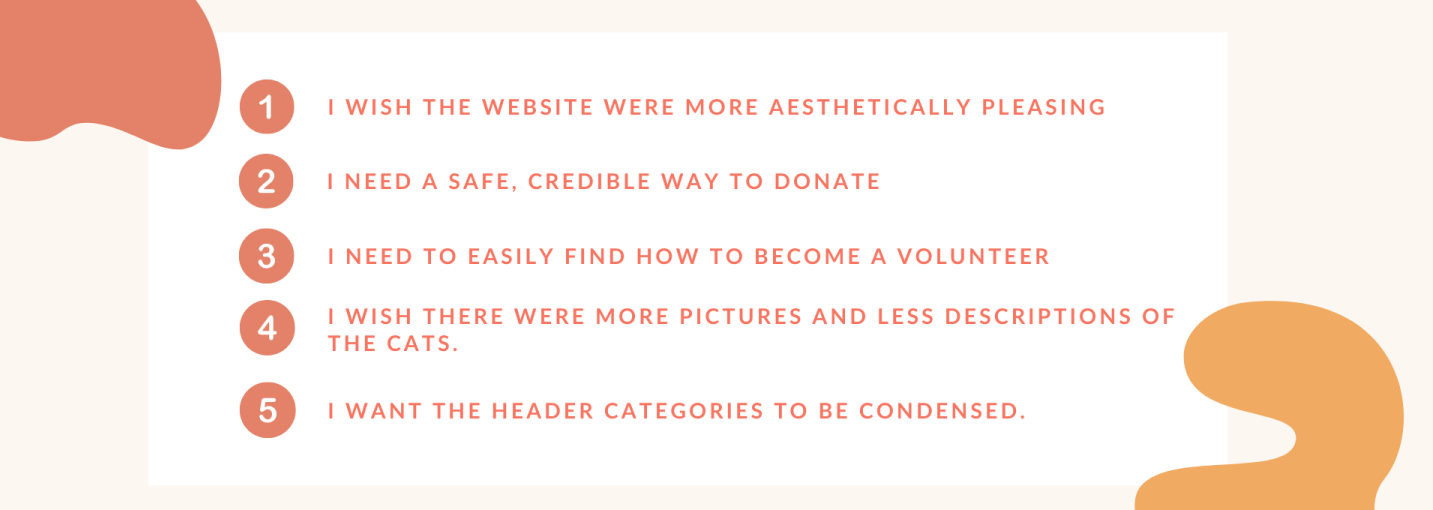 1 I WISH THE WEBSITE WERE MORE AESTHETICALLY PLEASING
2 I NEED A SAFE, CREDIBLE WAY TO DONATE
3 I NEED TO EASILY FIND HOW TO BECOME A VOLUNTEER
4 I WISH THERE WERE MORE PICTURES AND LESS DESCRIPTIONS OF
THE CATS.
5 I WANT THE HEADER CATEGORIES TO BE CONDENSED.